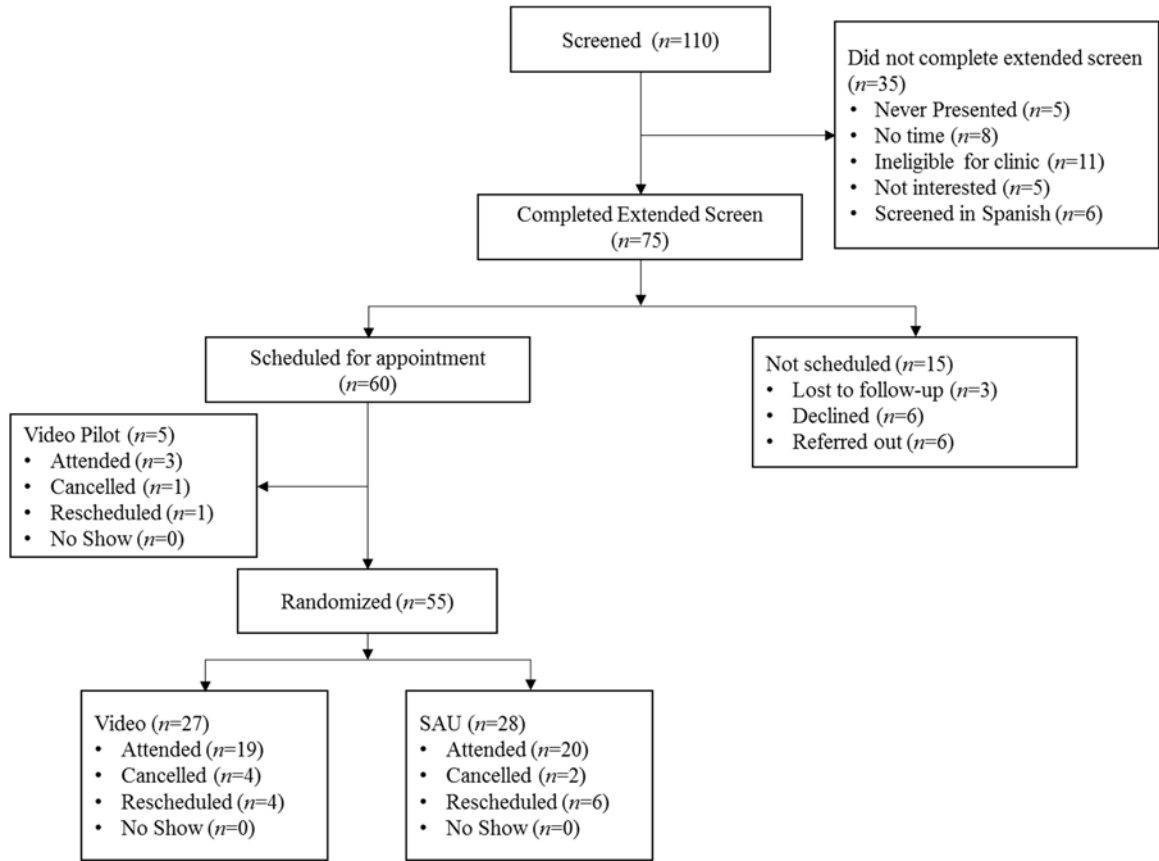 Screened (n=110)
Did not complete extended screen
(n=35)
• Never Presented (n=5)
• No time (n=8)
• Ineligible for clinic (n=11)
• Not interested (n=5)
• Screened in Spanish (n=6)
Completed Extended Screen
(n=75)
Scheduled for appointment
(n=60)
Not scheduled (n=15)
• Lost to follow-up (n=3)
• Declined (n=6)
• Referred out (n=6)
Video Pilot (n=5)
• Attended (n=3)
• Cancelled (n=1)
• Rescheduled (n=1)
• No Show (n=0)
Randomized (n=55)
Video (n=27)
• Attended (n=19)
• Cancelled (n=4)
• Rescheduled (n=4)
• No Show (n=0)
SAU (n=28)
• Attended (n=20)
• Cancelled (n=2)
• Rescheduled (n=6)
• No Show (n=0)